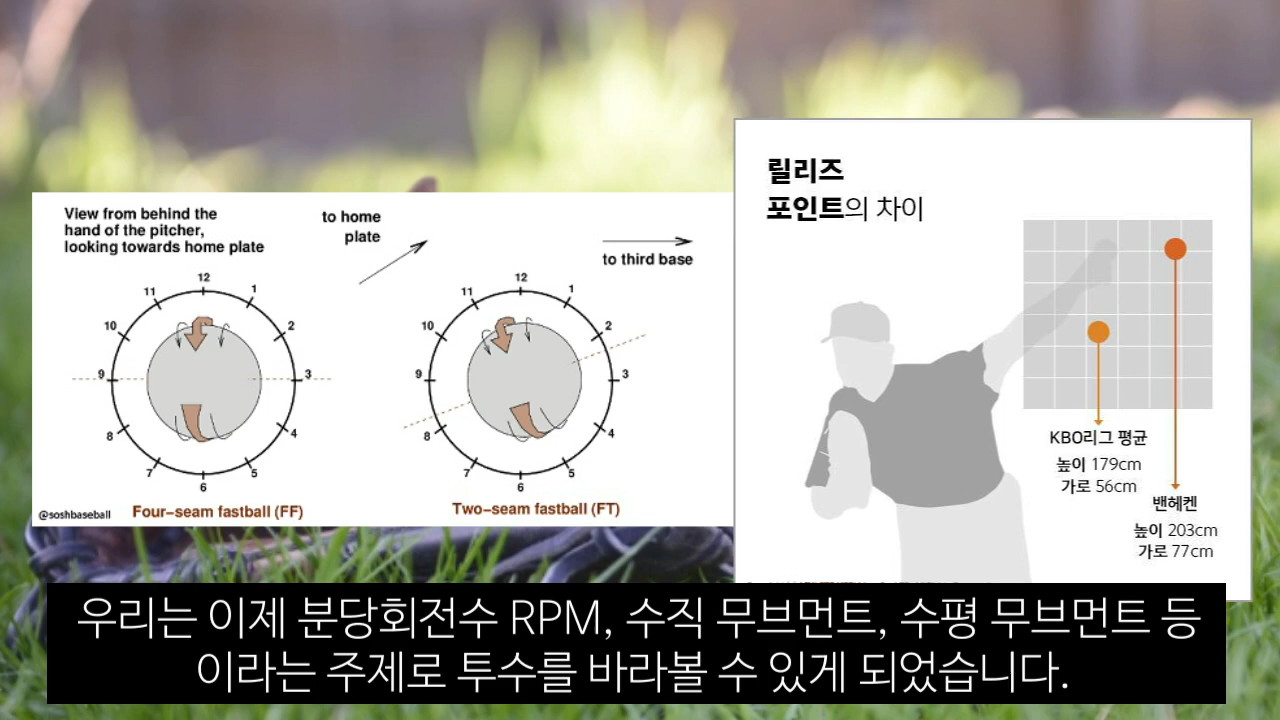 View from behind the
hand of the pitcher,
looking towards home plate
to home
plate
to third base
12
11
1
10
2
9
3
8
4
7
5
6
12
11
1
10
2
9
3
8
4
7
5
6
@soshbaseball
Four-seam fastball (FF)
Two-seam fastball (FT)
릴리즈
포인트의 차이
KBO리그 평균
높이 179cm
가로 56cm
밴헤켄
높이 203cm
가로 77cm
우리는 이제 분당회전수 RPM, 수직 무브먼트, 수평 무브먼트 등
이라는 주제로 투수를 바라볼 수 있게 되었습니다.